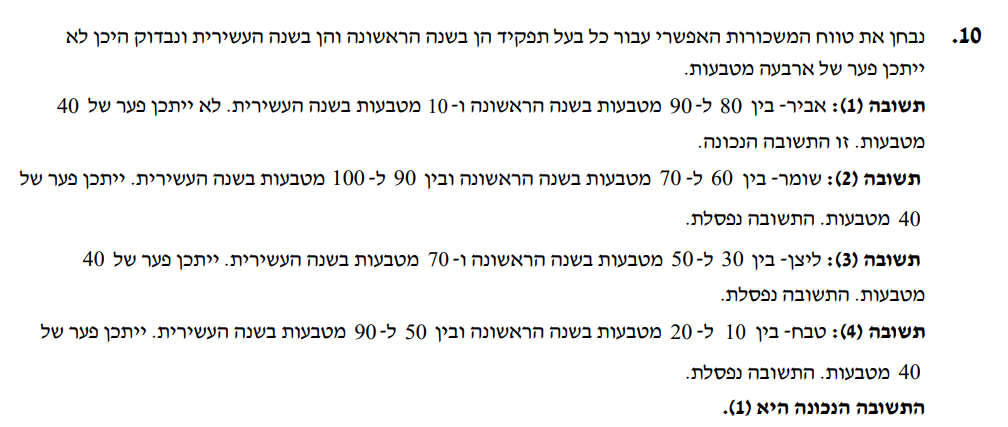 10. נבחן את טווח המשכורות האפשרי עבור כל בעל תפקיד הן בשנה הראשונה והן בשנה העשירית ונבדוק היכן לא
ייתכן פער של ארבעה מטבעות.
תשובה (1): אביר- בין 80 ל-90 מטבעות בשנה הראשונה ו-10 מטבעות בשנה העשירית. לא ייתכן פער של 40
מטבעות. זו התשובה הנכונה.
תשובה (2): שומר- בין 60 ל-70 מטבעות בשנה הראשונה ובין 90 ל-100 מטבעות בשנה העשירית. ייתכן פער של
40 מטבעות. התשובה נפסלת.
תשובה (3): ליצן- בין 30 ל-50 מטבעות בשנה הראשונה ו-70 מטבעות בשנה העשירית. ייתכן פער של 40
מטבעות. התשובה נפסלת.
תשובה (4): טבח- בין 10 ל-20 מטבעות בשנה הראשונה ובין 50 ל-90 מטבעות בשנה העשירית. ייתכן פער של
40 מטבעות. התשובה נפסלת.
התשובה הנכונה היא (1).